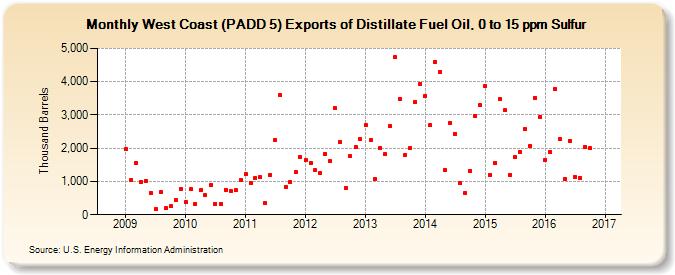 Monthly West Coast (PADD 5) Exports of Distillate Fuel Oil, 0 to 15 ppm Sulfur
Thousand Barrels
5,000
4,000
3,000
2,000
1,000
0
2009 2010 2011 2012 2013 2014 2015 2016 2017
Source: U.S. Energy Information Administration